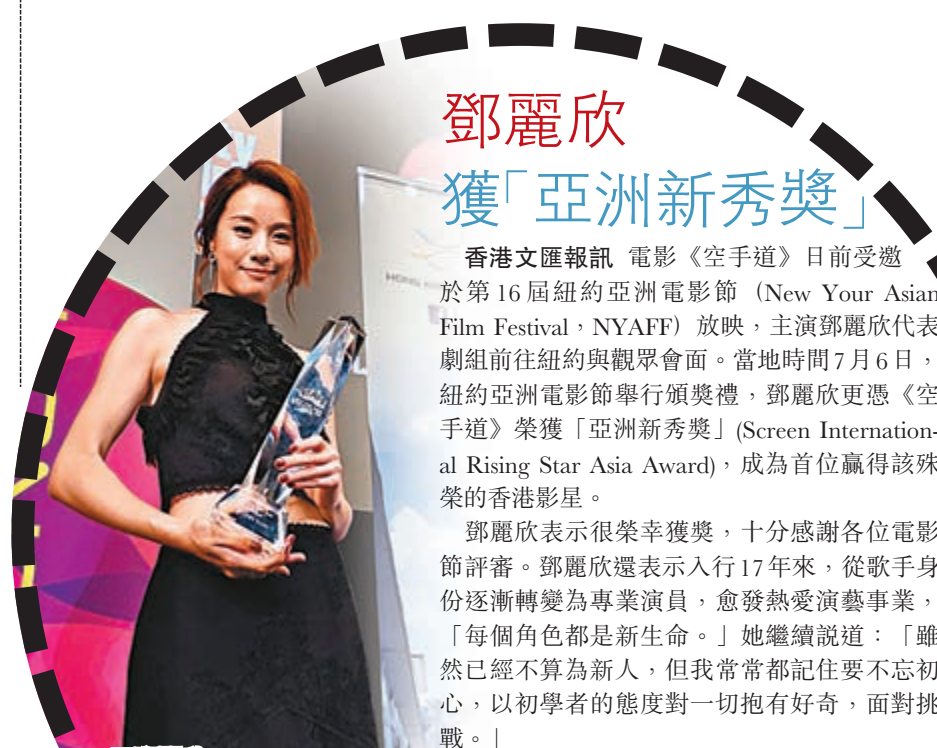 鄧麗欣
獲「亞洲新秀獎」
香港文匯報訊 電影《空手道》日前受邀
於第16屆紐約亞洲電影節（New Your Asian
Film Festival，NYAFF）放映，主演鄧麗欣代表
劇組前往紐約與觀眾會面。當地時間7月6日，
紐約亞洲電影節舉行頒獎禮，鄧麗欣更憑《空
手道》榮獲「亞洲新秀獎」(Screen Internation-
al Rising Star Asia Award)，成為首位贏得該殊
榮的香港影星。
鄧麗欣表示很榮幸獲獎，十分感謝各位電影
節評審。鄧麗欣還表示入行17年來，從歌手身
份逐漸轉變為專業演員，愈發熱愛演藝事業，
「每個角色都是新生命。」她繼續説道：「雖
然已經不算為新人，但我常常都記住要不忘初
心，以初學者的態度對一切抱有好奇，面對挑
戰。」